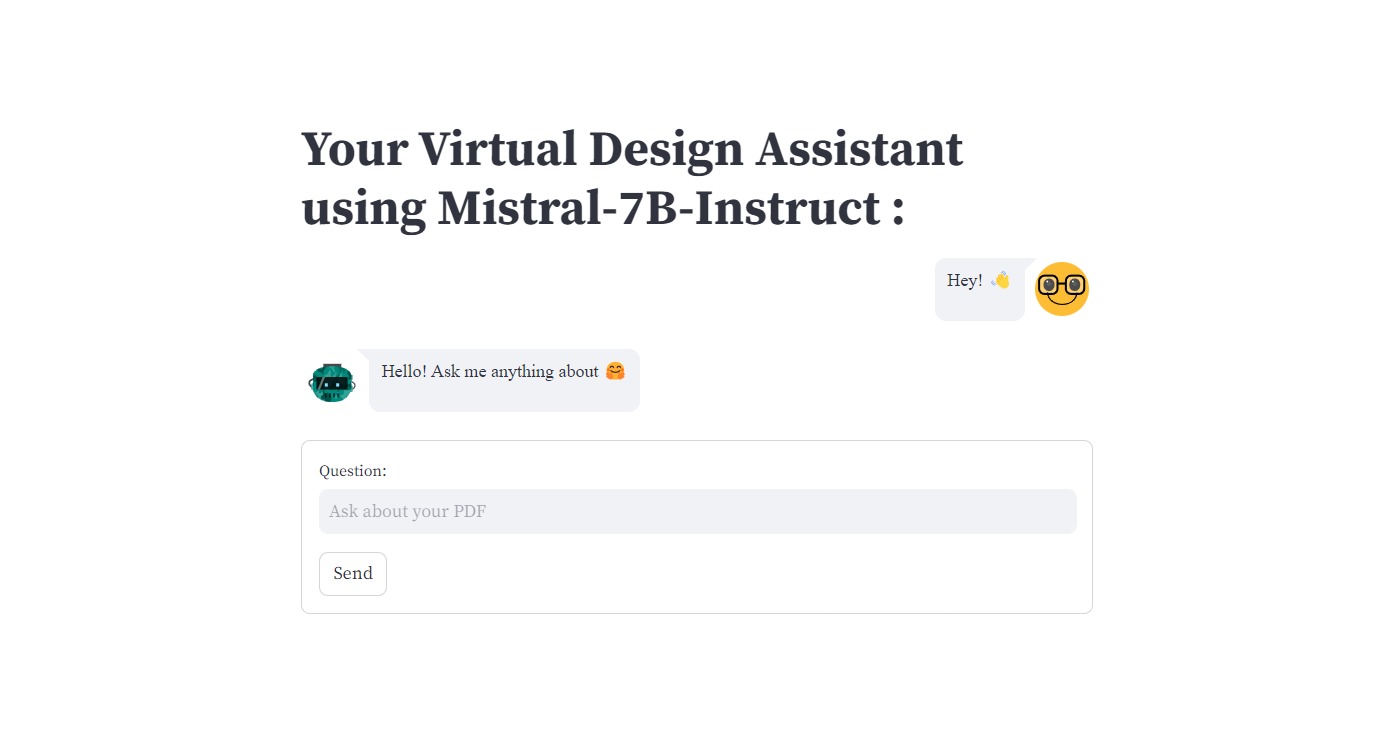 Your Virtual Design Assistant
using Mistral-7B-Instruct :
Hey! 👋
Hello! Ask me anything about 🤗
Question:
Ask about your PDF
Send